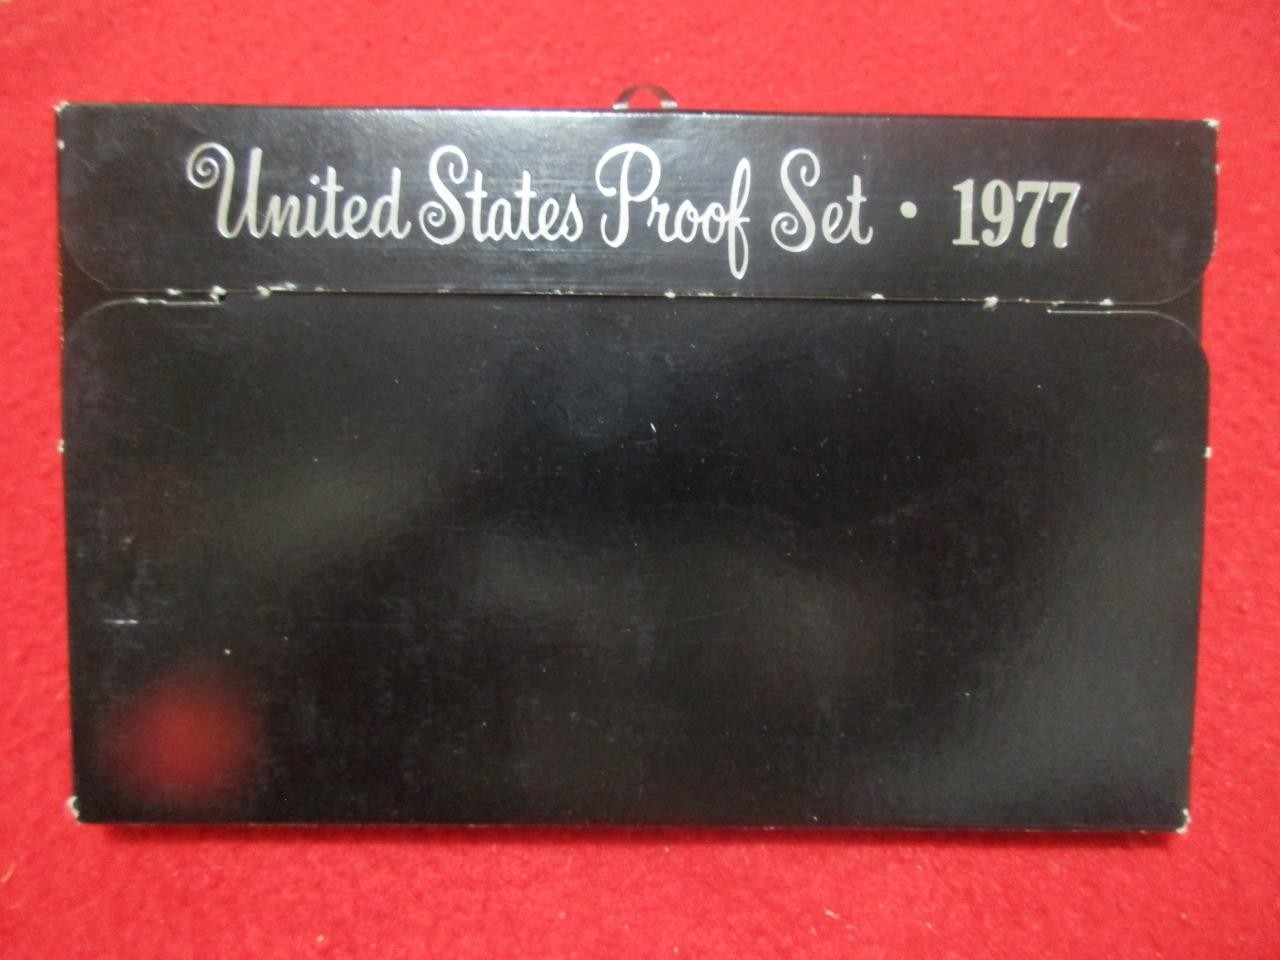 United States Proof Set • 1977